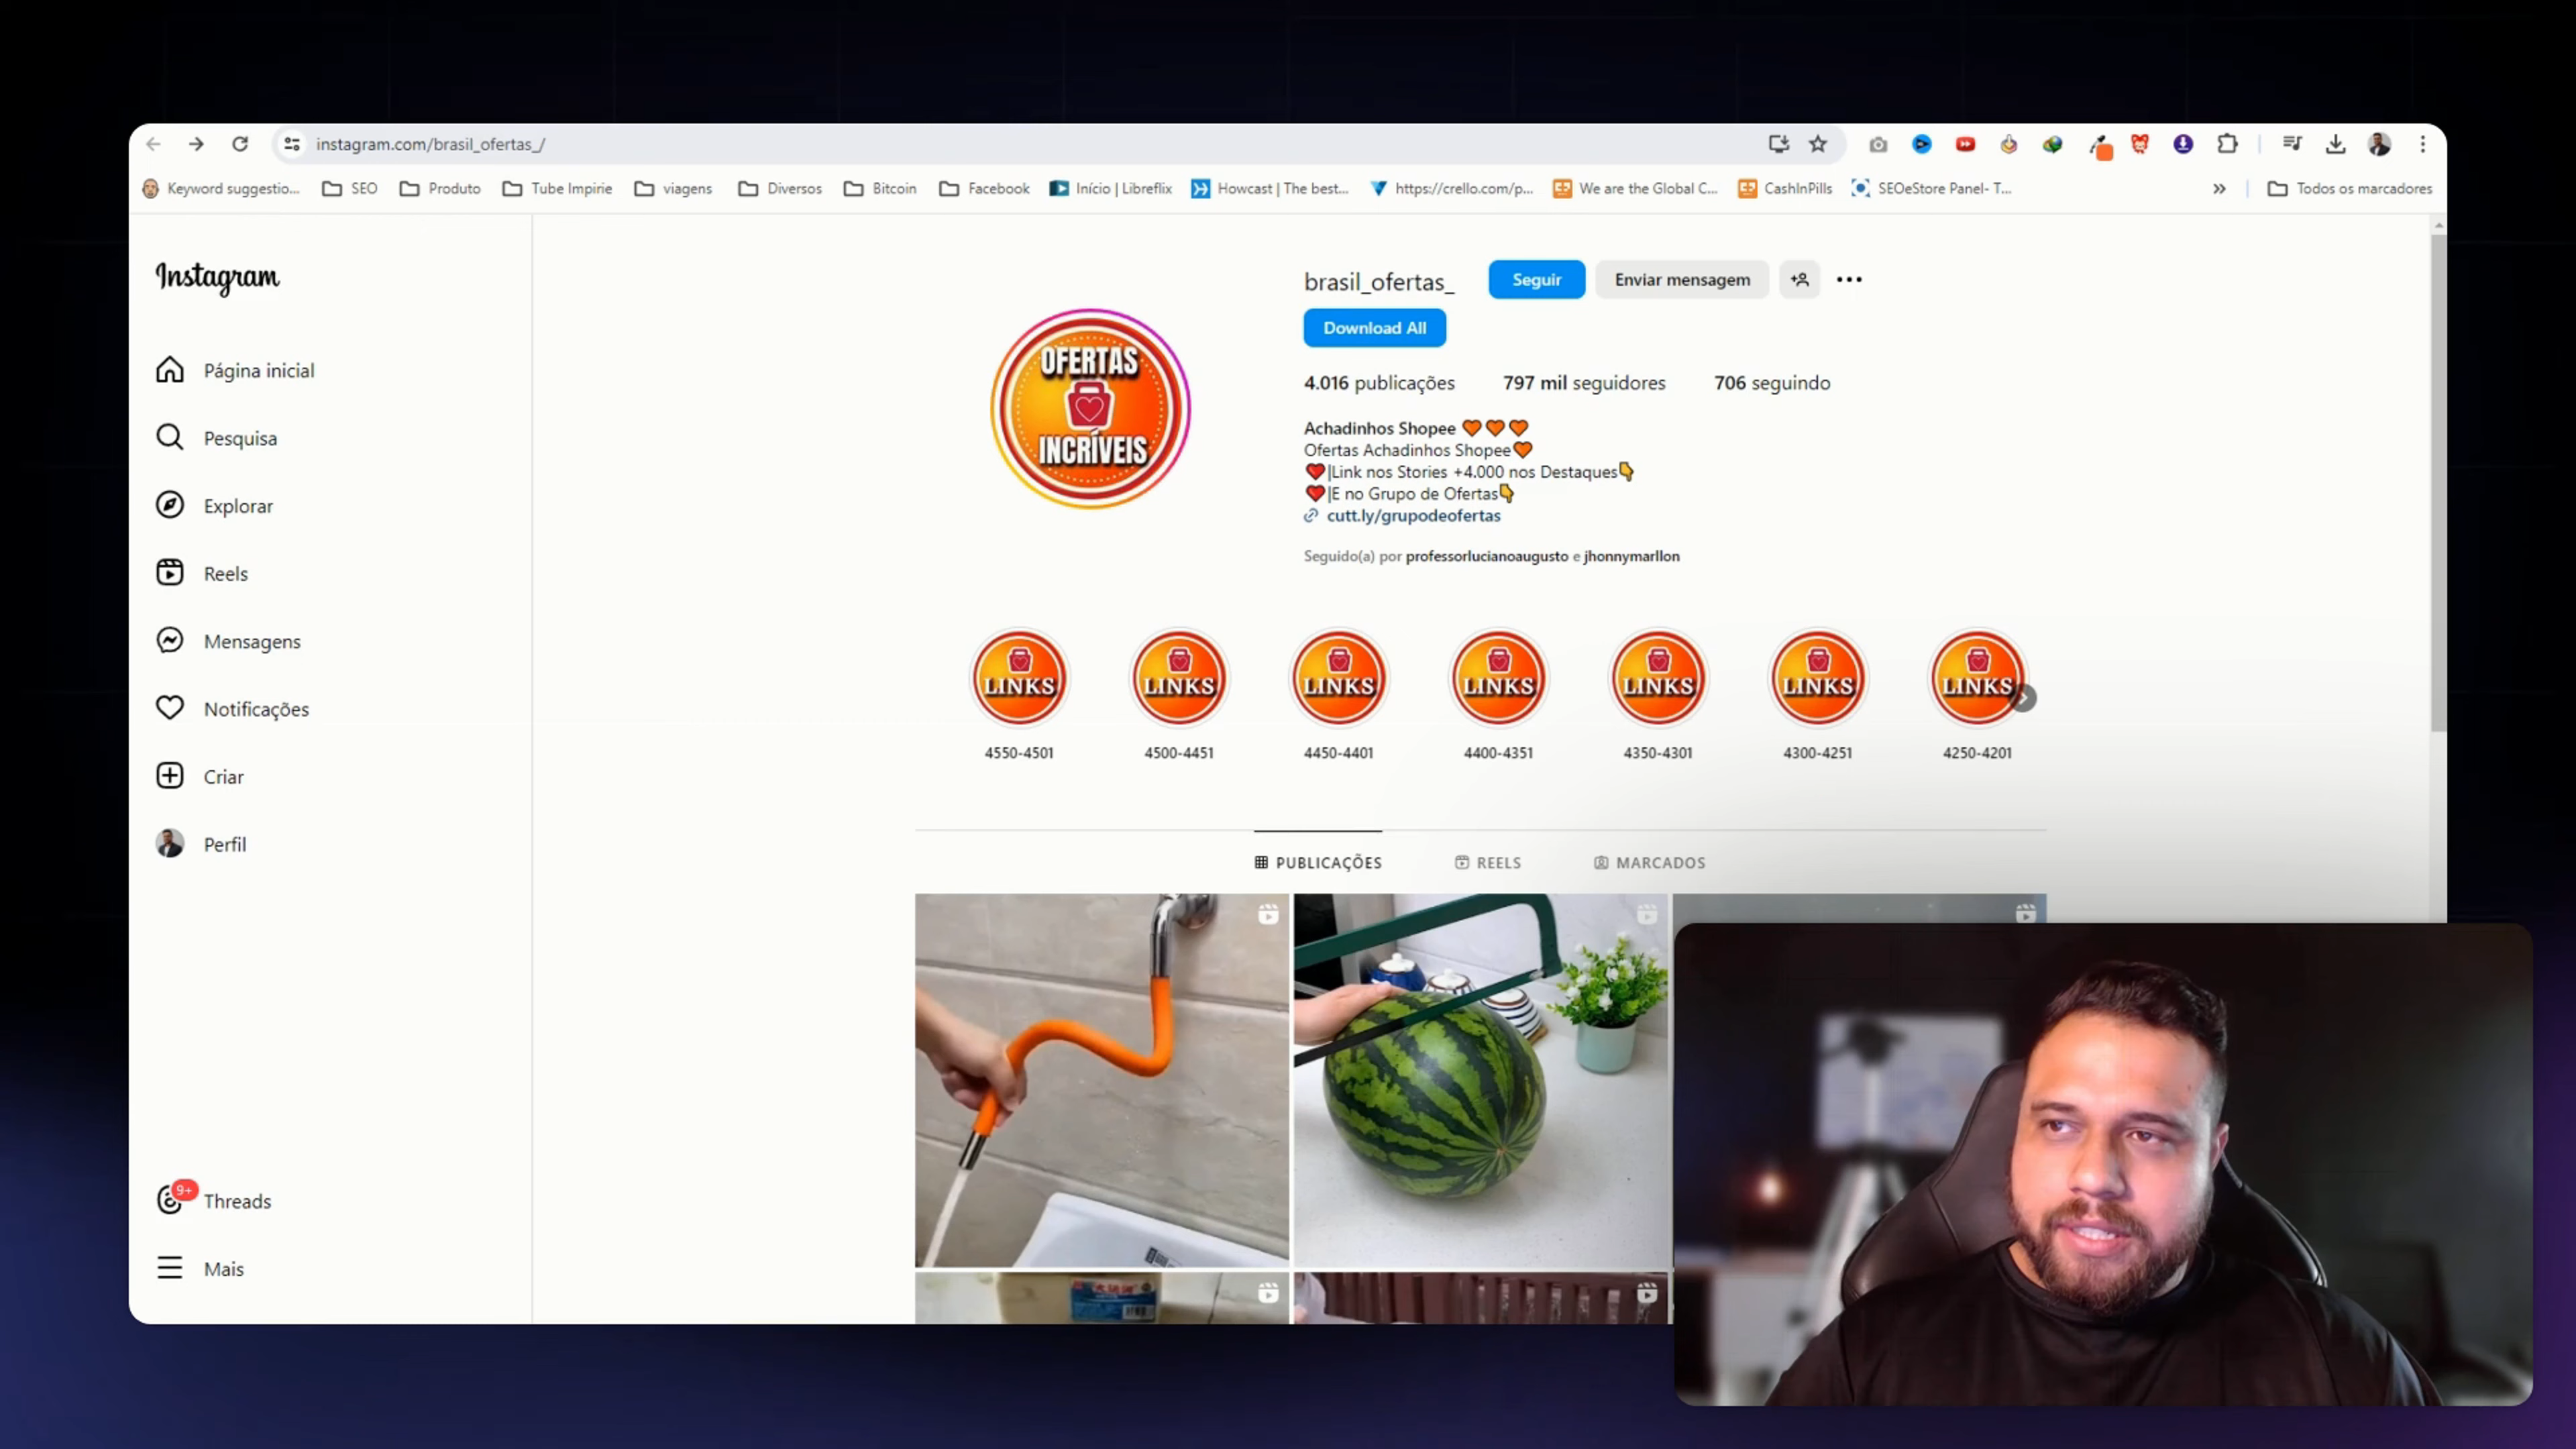 instagram.com/brasil_ofertas_/
Keyword suggestio... SEO Produto Tube Impirie viagens Diversos Bitcoin Facebook Início | Libreflix Howcast | The best... https://crello.com/p... We are the Global C... CashInPills SEOeStore Panel- T... » Todos os marcadores
Instagram
Página inicial
Pesquisa
Explorar
Reels
Mensagens
Notificações
Criar
Perfil
9+
Threads
Mais
brasil_ofertas_ Seguir Enviar mensagem
Download All
4.016 publicações 797 mil seguidores 706 seguindo
OFERTAS
INCRÍVEIS
Achadinhos Shopee 🧡🧡🧡
Ofertas Achadinhos Shopee🧡
❤️|Link nos Stories +4.000 nos Destaques👇
❤️|E no Grupo de Ofertas👇
cutt.ly/grupodeofertas
Seguido(a) por professorlucianoaugusto e jhonnymarllon
LINKS LINKS LINKS LINKS LINKS LINKS LINKS
4550-4501 4500-4451 4450-4401 4400-4351 4350-4301 4300-4251 4250-4201
PUBLICAÇÕES REELS MARCADOS